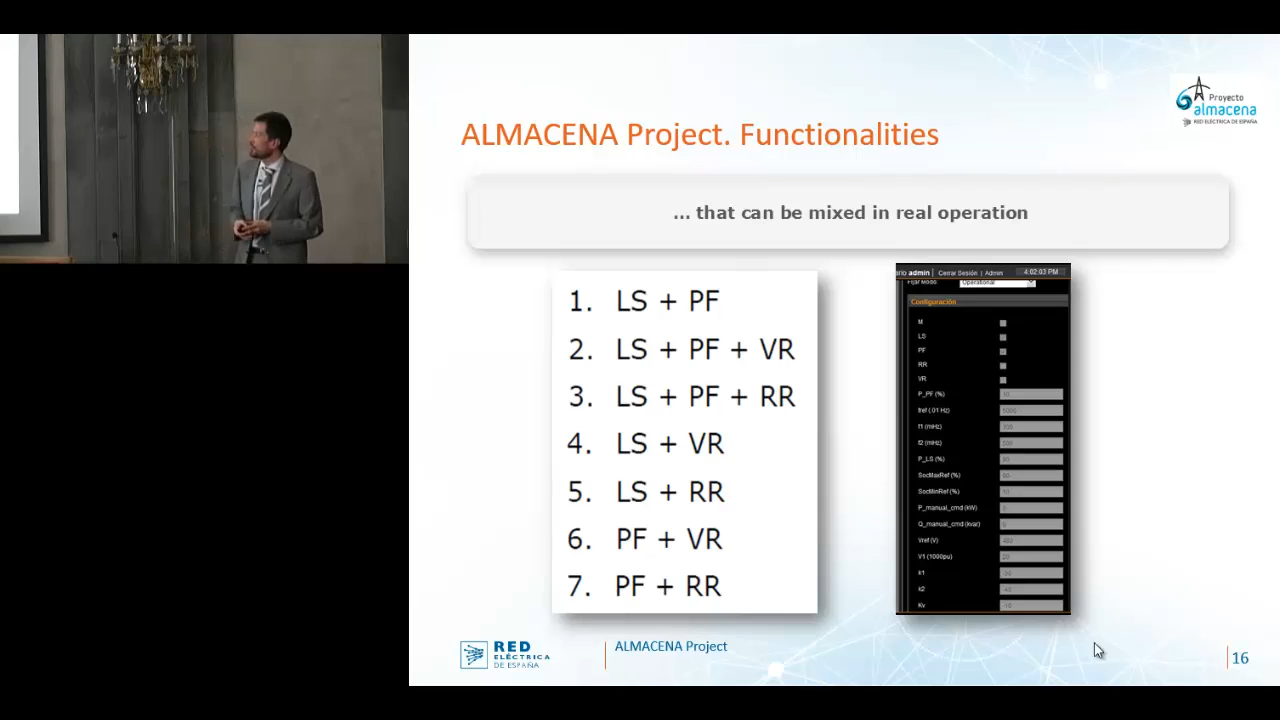 Proyecto
almacena
RED ELÉCTRICA DE ESPAÑA
ALMACENA Project. Functionalities
... that can be mixed in real operation
1. LS + PF
2. LS + PF + VR
3. LS + PF + RR
4. LS + VR
5. LS + RR
6. PF + VR
7. PF + RR
admin | Cerrar Sesión | Admin 4:02:03 PM
Fijar Modo: Operational
Configuración
M
LS
PF
RR
VR
P_PF (%)
fref (.01 Hz) 5000
f1 (mHz)
f2 (mHz)
P_LS (%)
SocMaxRef (%)
SocMinRef (%)
P_manual_cmd (kW)
Q_manual_cmd (kvar)
Vref (V)
V1 (1000pu) 20
k1
k2
Kv
RED
ELÉCTRICA
DE ESPAÑA
ALMACENA Project
16